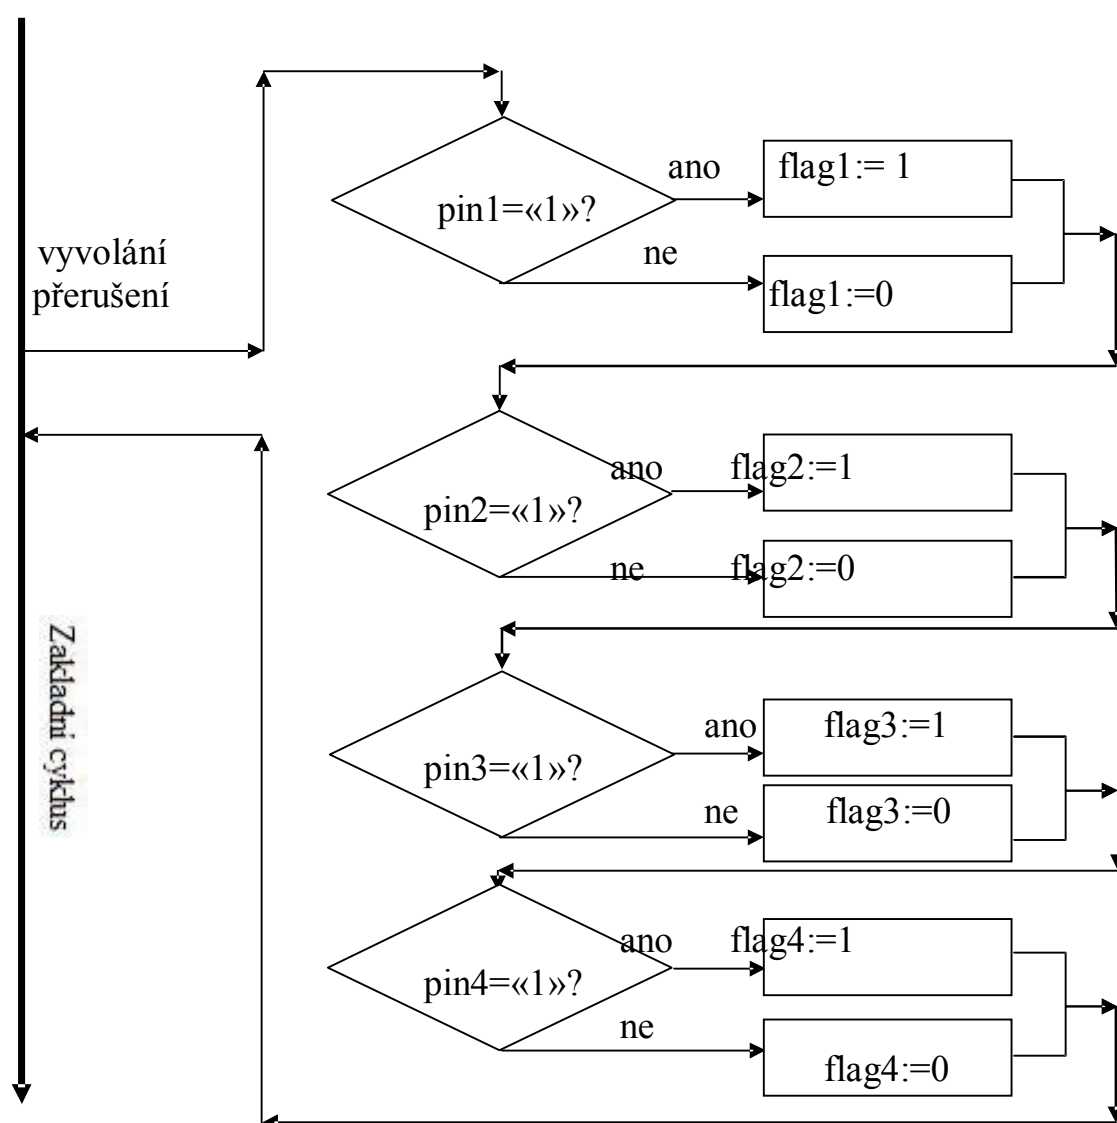 vyvolání
přerušení
pin1=«1»?
ano
flag1:= 1
ne
flag1:=0
pin2=«1»?
ano
flag2:=1
ne
flag2:=0
Zakladní cyklus
pin3=«1»?
ano
flag3:=1
ne
flag3:=0
pin4=«1»?
ano
flag4:=1
ne
flag4:=0